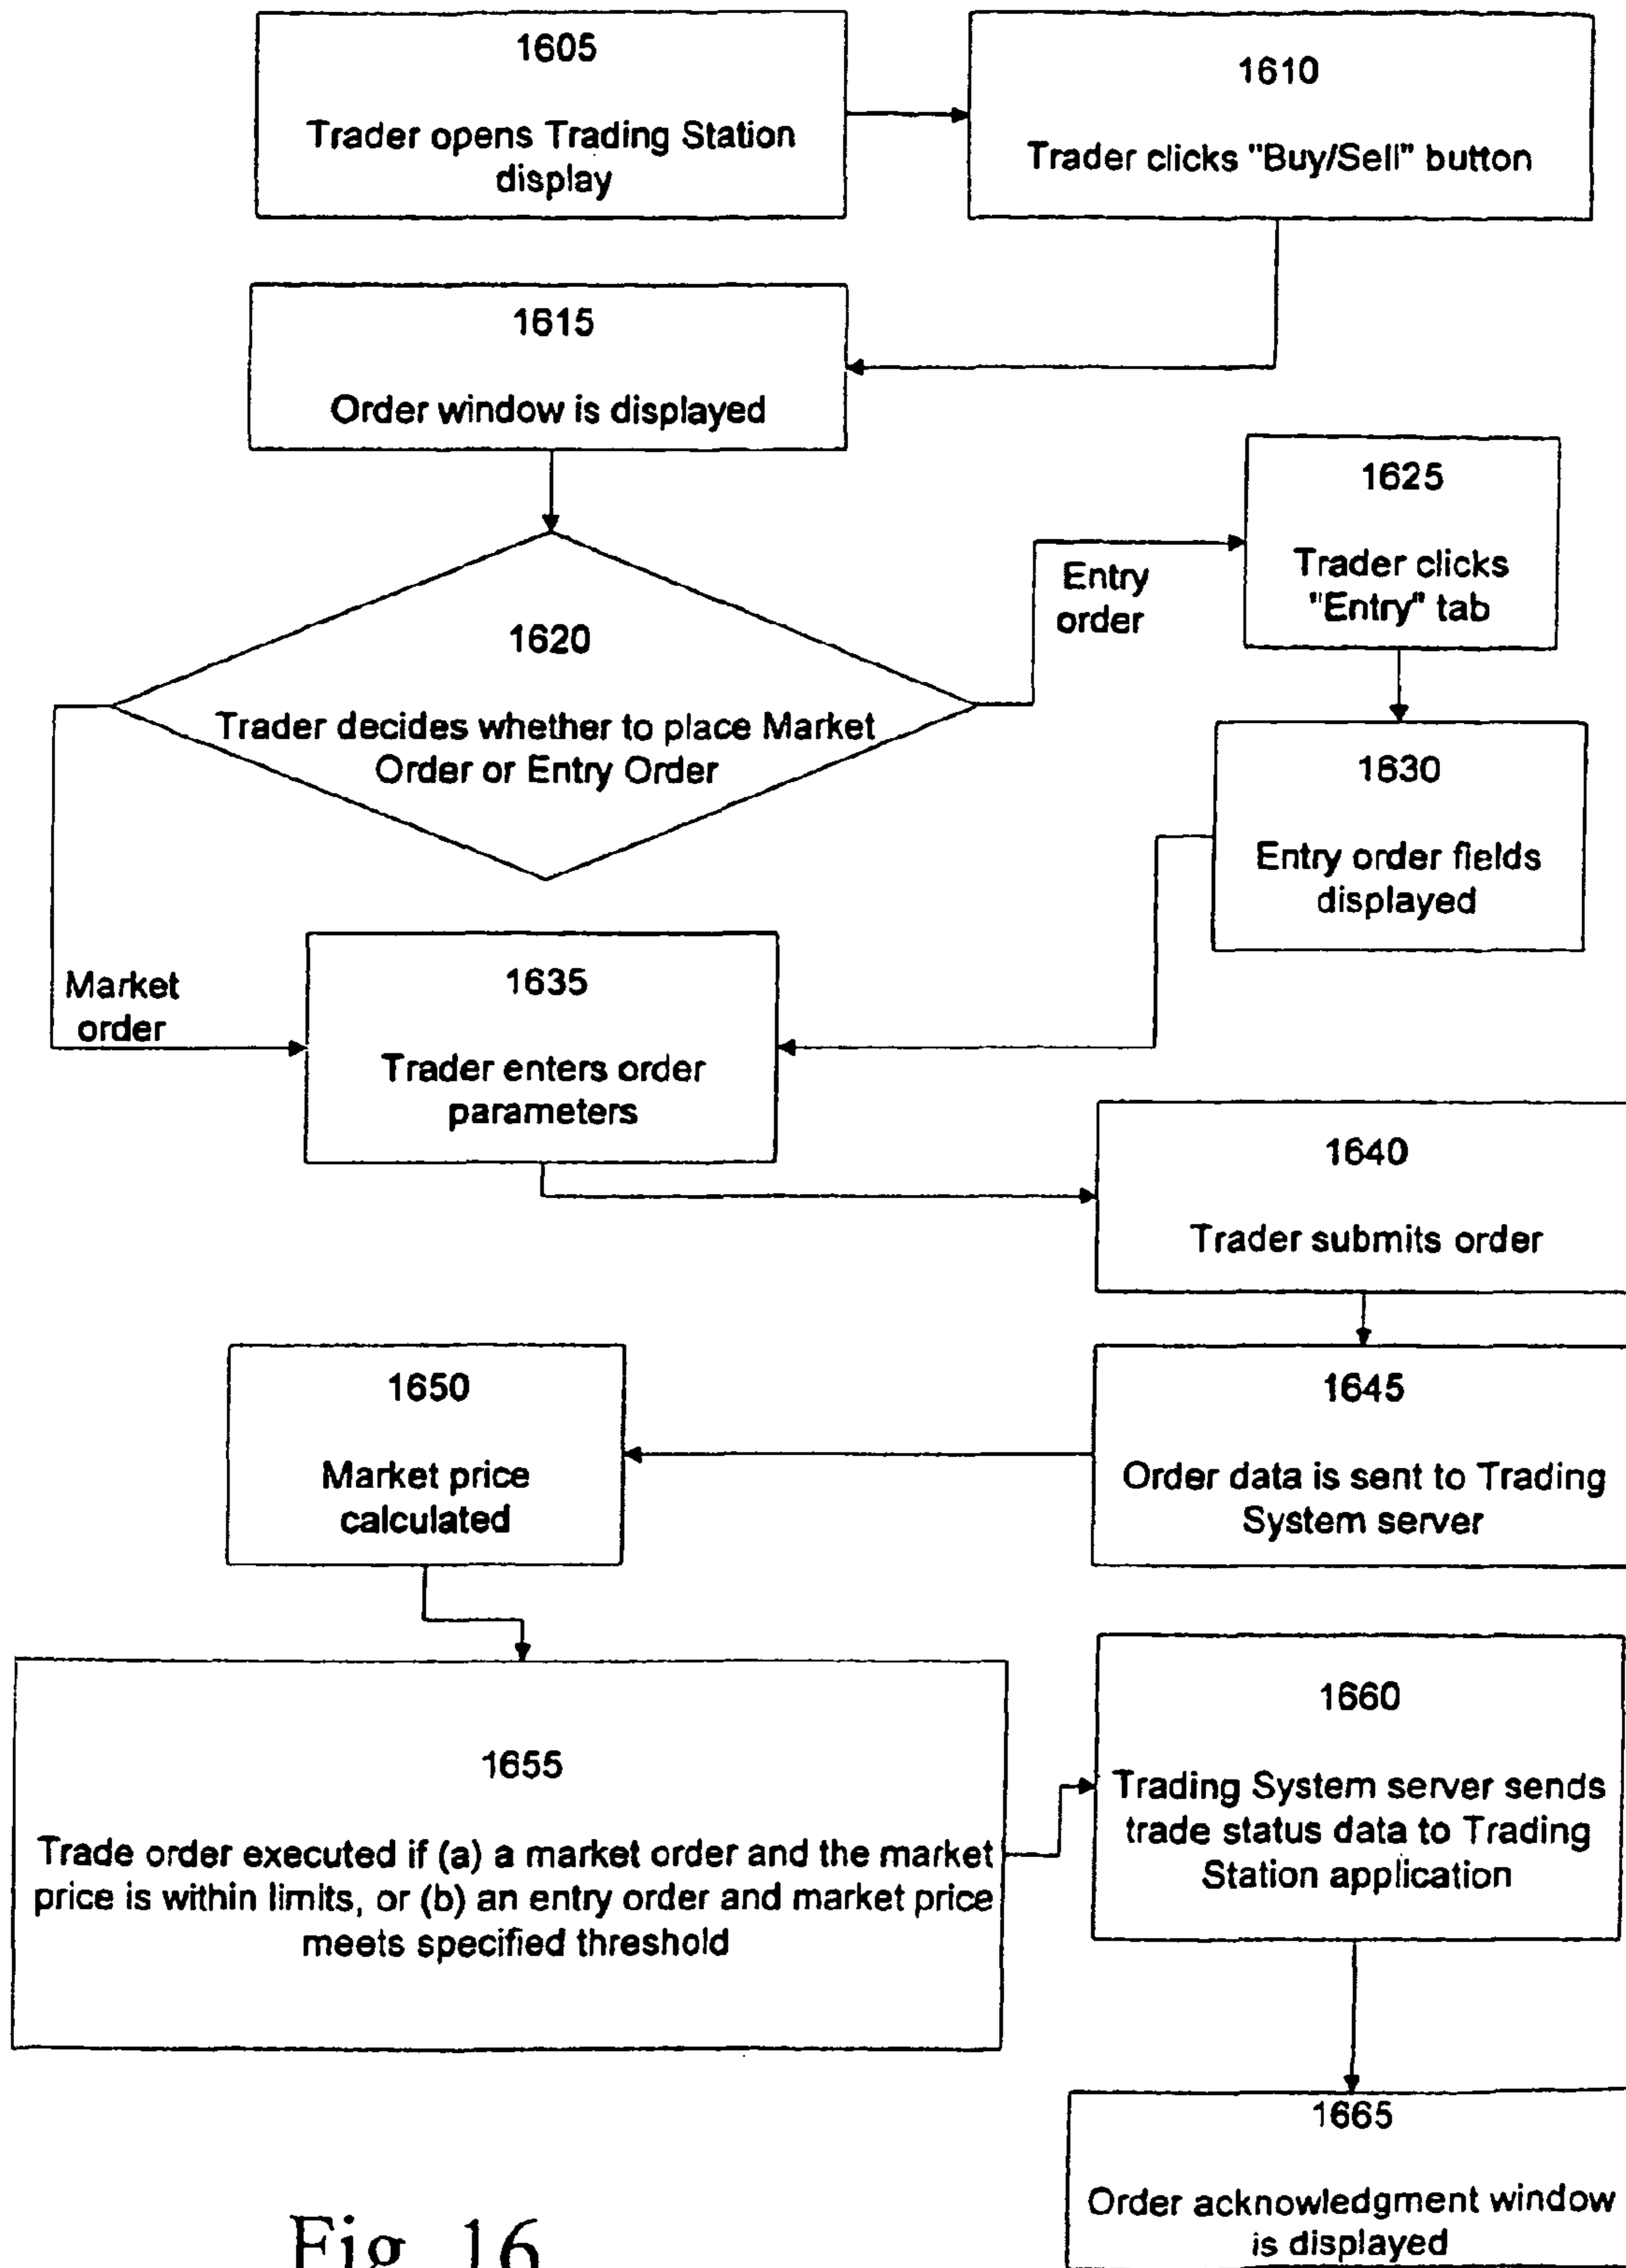 1605
Trader opens Trading Station
display
1610
Trader clicks "Buy/Sell" button
1615
Order window is displayed
1620
Trader decides whether to place Market
Order or Entry Order
Entry
order
1625
Trader clicks
"Entry" tab
1630
Entry order fields
displayed
Market
order
1635
Trader enters order
parameters
1640
Trader submits order
1645
Order data is sent to Trading
System server
1650
Market price
calculated
1655
Trade order executed if (a) a market order and the market
price is within limits, or (b) an entry order and market price
meets specified threshold
1660
Trading System server sends
trade status data to Trading
Station application
1665
Order acknowledgment window
is displayed
Fig. 16